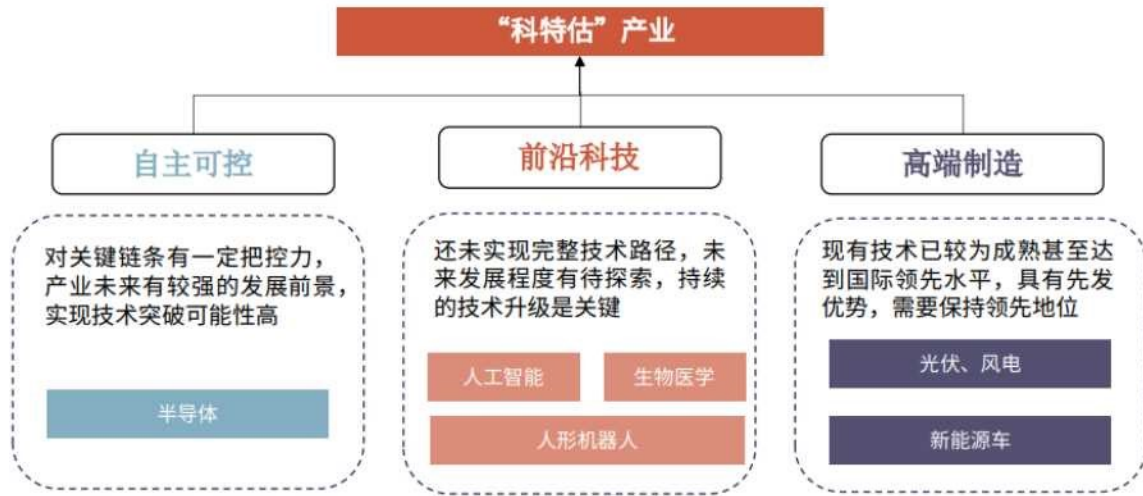 “科特估”产业
自主可控
前沿科技
高端制造
对关键链条有一定把控力，
产业未来有较强的发展前景，
实现技术突破可能性高
半导体
还未实现完整技术路径，未
来发展程度有待探索，持续
的技术升级是关键
人工智能
生物医学
人形机器人
现有技术已较为成熟甚至达
到国际领先水平，具有先发
优势，需要保持领先地位
光伏、风电
新能源车